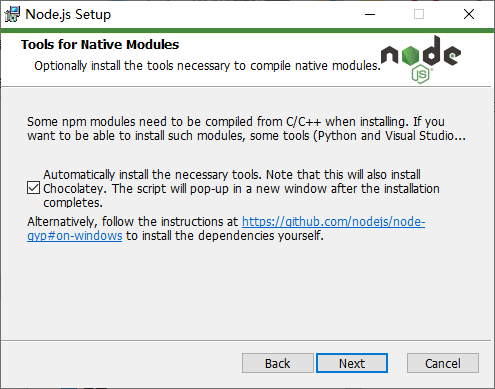 Node.js Setup
Tools for Native Modules
Optionally install the tools necessary to compile native modules.
node
JS
Some npm modules need to be compiled from C/C++ when installing. If you
want to be able to install such modules, some tools (Python and Visual Studio...
Automatically install the necessary tools. Note that this will also install
Chocolatey. The script will pop-up in a new window after the installation
completes.
Alternatively, follow the instructions at https://github.com/nodejs/node-
gyp#on-windows to install the dependencies yourself.
Back
Next
Cancel